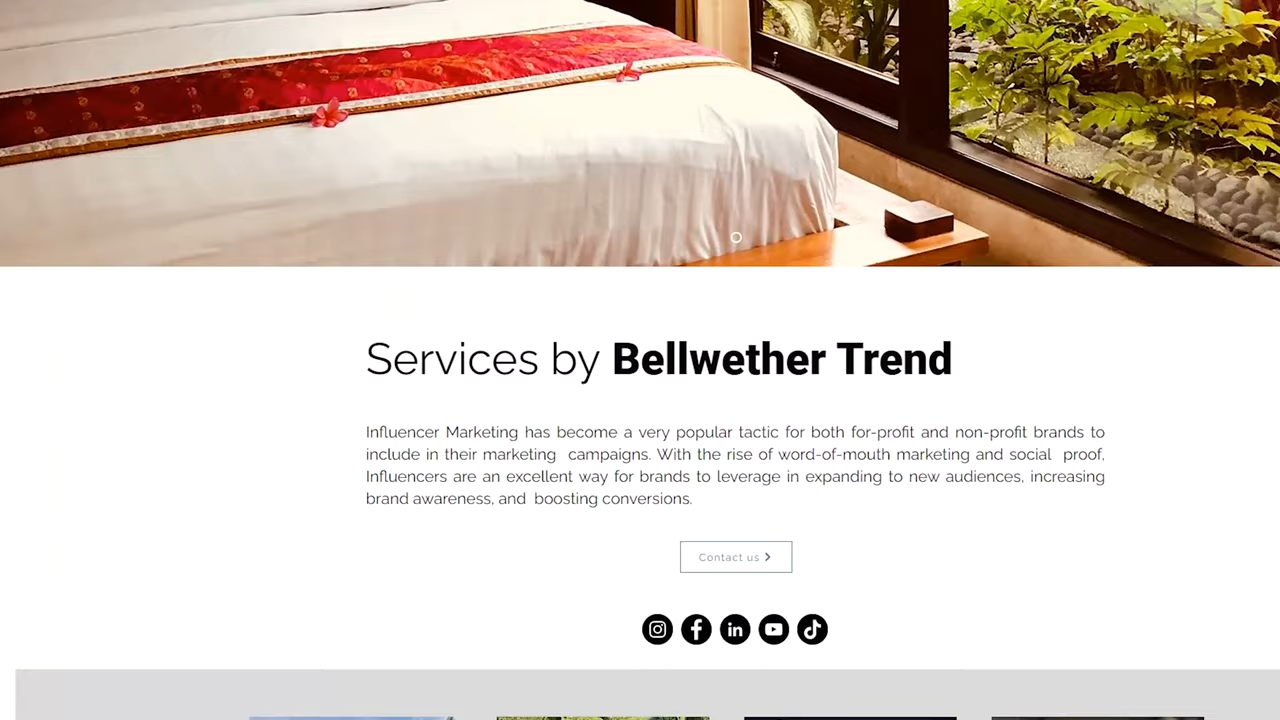 Services by Bellwether Trend
Influencer Marketing has become a very popular tactic for both for-profit and non-profit brands to
include in their marketing campaigns. With the rise of word-of-mouth marketing and social proof,
Influencers are an excellent way for brands to leverage in expanding to new audiences, increasing
brand awareness, and boosting conversions.
Contact us